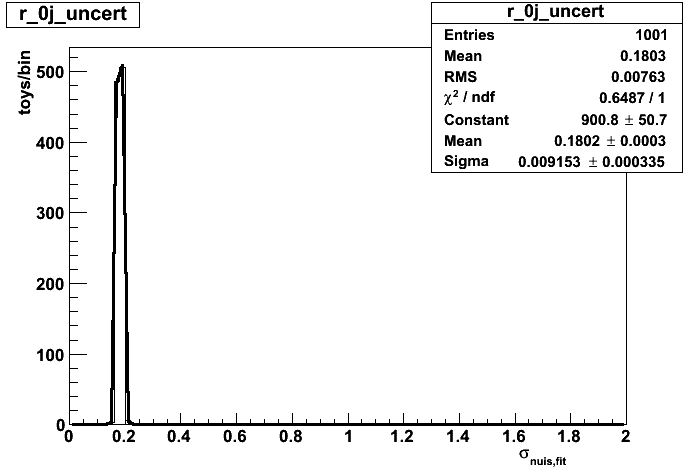 r_0j_uncert
r_0j_uncert
Entries 1001
Mean 0.1803
RMS 0.00763
χ² / ndf 0.6487 / 1
Constant 900.8 ± 50.7
Mean 0.1802 ± 0.0003
Sigma 0.009153 ± 0.000335
toys/bin
500
400
300
200
100
0
0 0.2 0.4 0.6 0.8 1 1.2 1.4 1.6 1.8 2
σnuis,fit